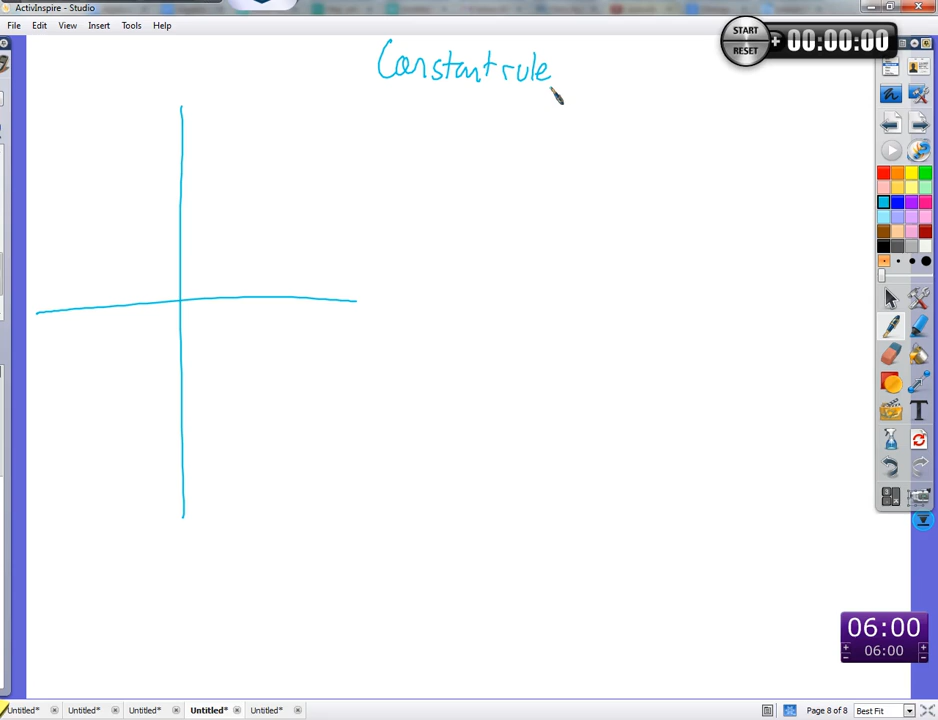 ActivInspire - Studio
File Edit View Insert Tools Help
START
RESET
+ 00:00:00
Constant rule
T
06:00
06:00
Untitled* Untitled* Untitled* Untitled* Untitled*
Page 8 of 8
Best Fit